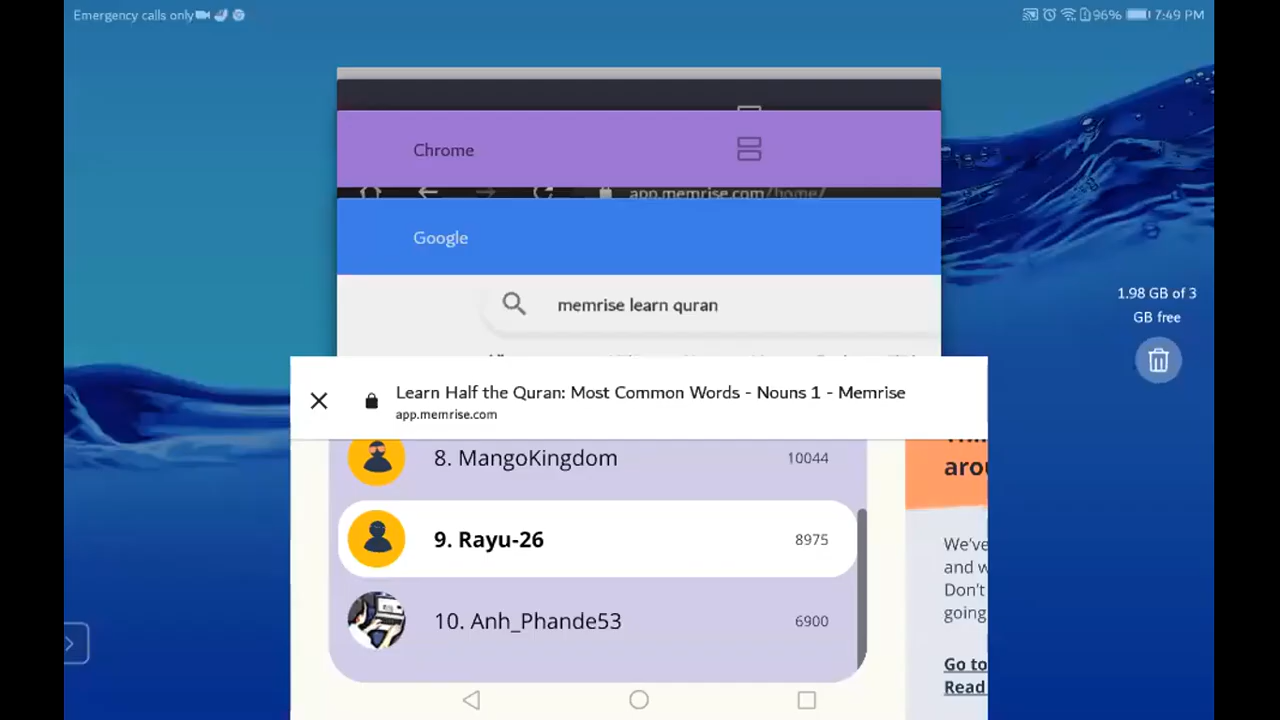 Emergency calls only
96% 7:49 PM
Chrome
app.memrise.com/home/
Google
memrise learn quran
1.98 GB of 3
GB free
Learn Half the Quran: Most Common Words - Nouns 1 - Memrise
app.memrise.com
8. MangoKingdom 10044
9. Rayu-26 8975
10. Anh_Phande53 6900
We've
and w
Don't
going
Go to
Read